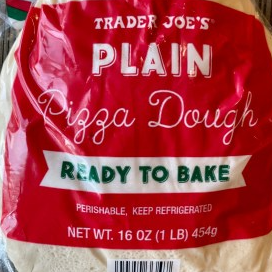 TRADER JOE'S®
PLAIN
Pizza Dough
READY TO BAKE
PERISHABLE, KEEP REFRIGERATED
NET WT. 16 OZ (1 LB) 454g